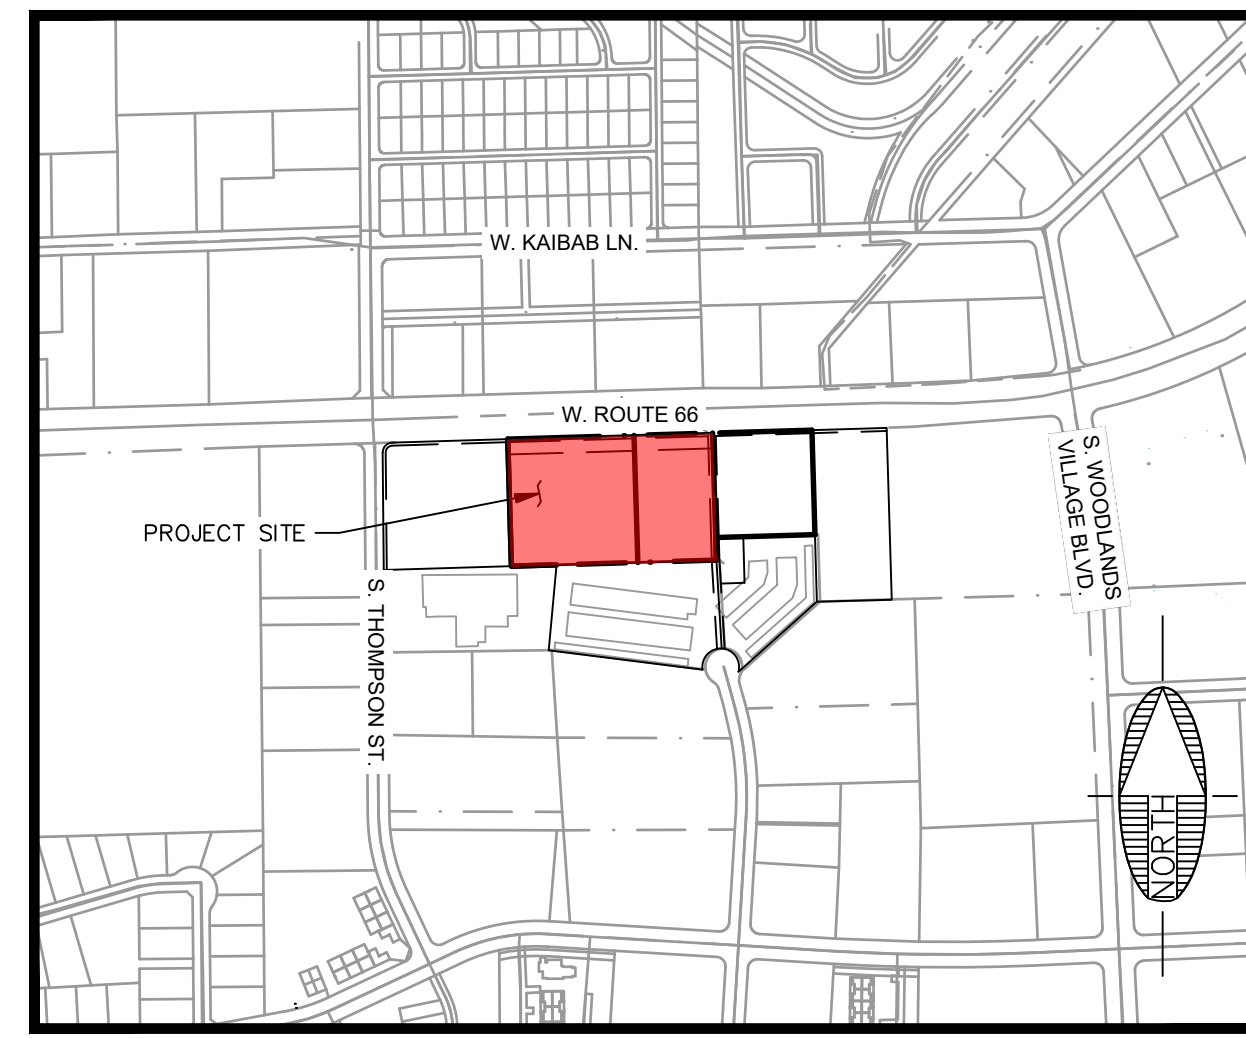 W. KAIBAB LN.
W. ROUTE 66
PROJECT SITE
S. THOMPSON ST.
S. WOODLANDS
VILLAGE BLVD.
NORTH